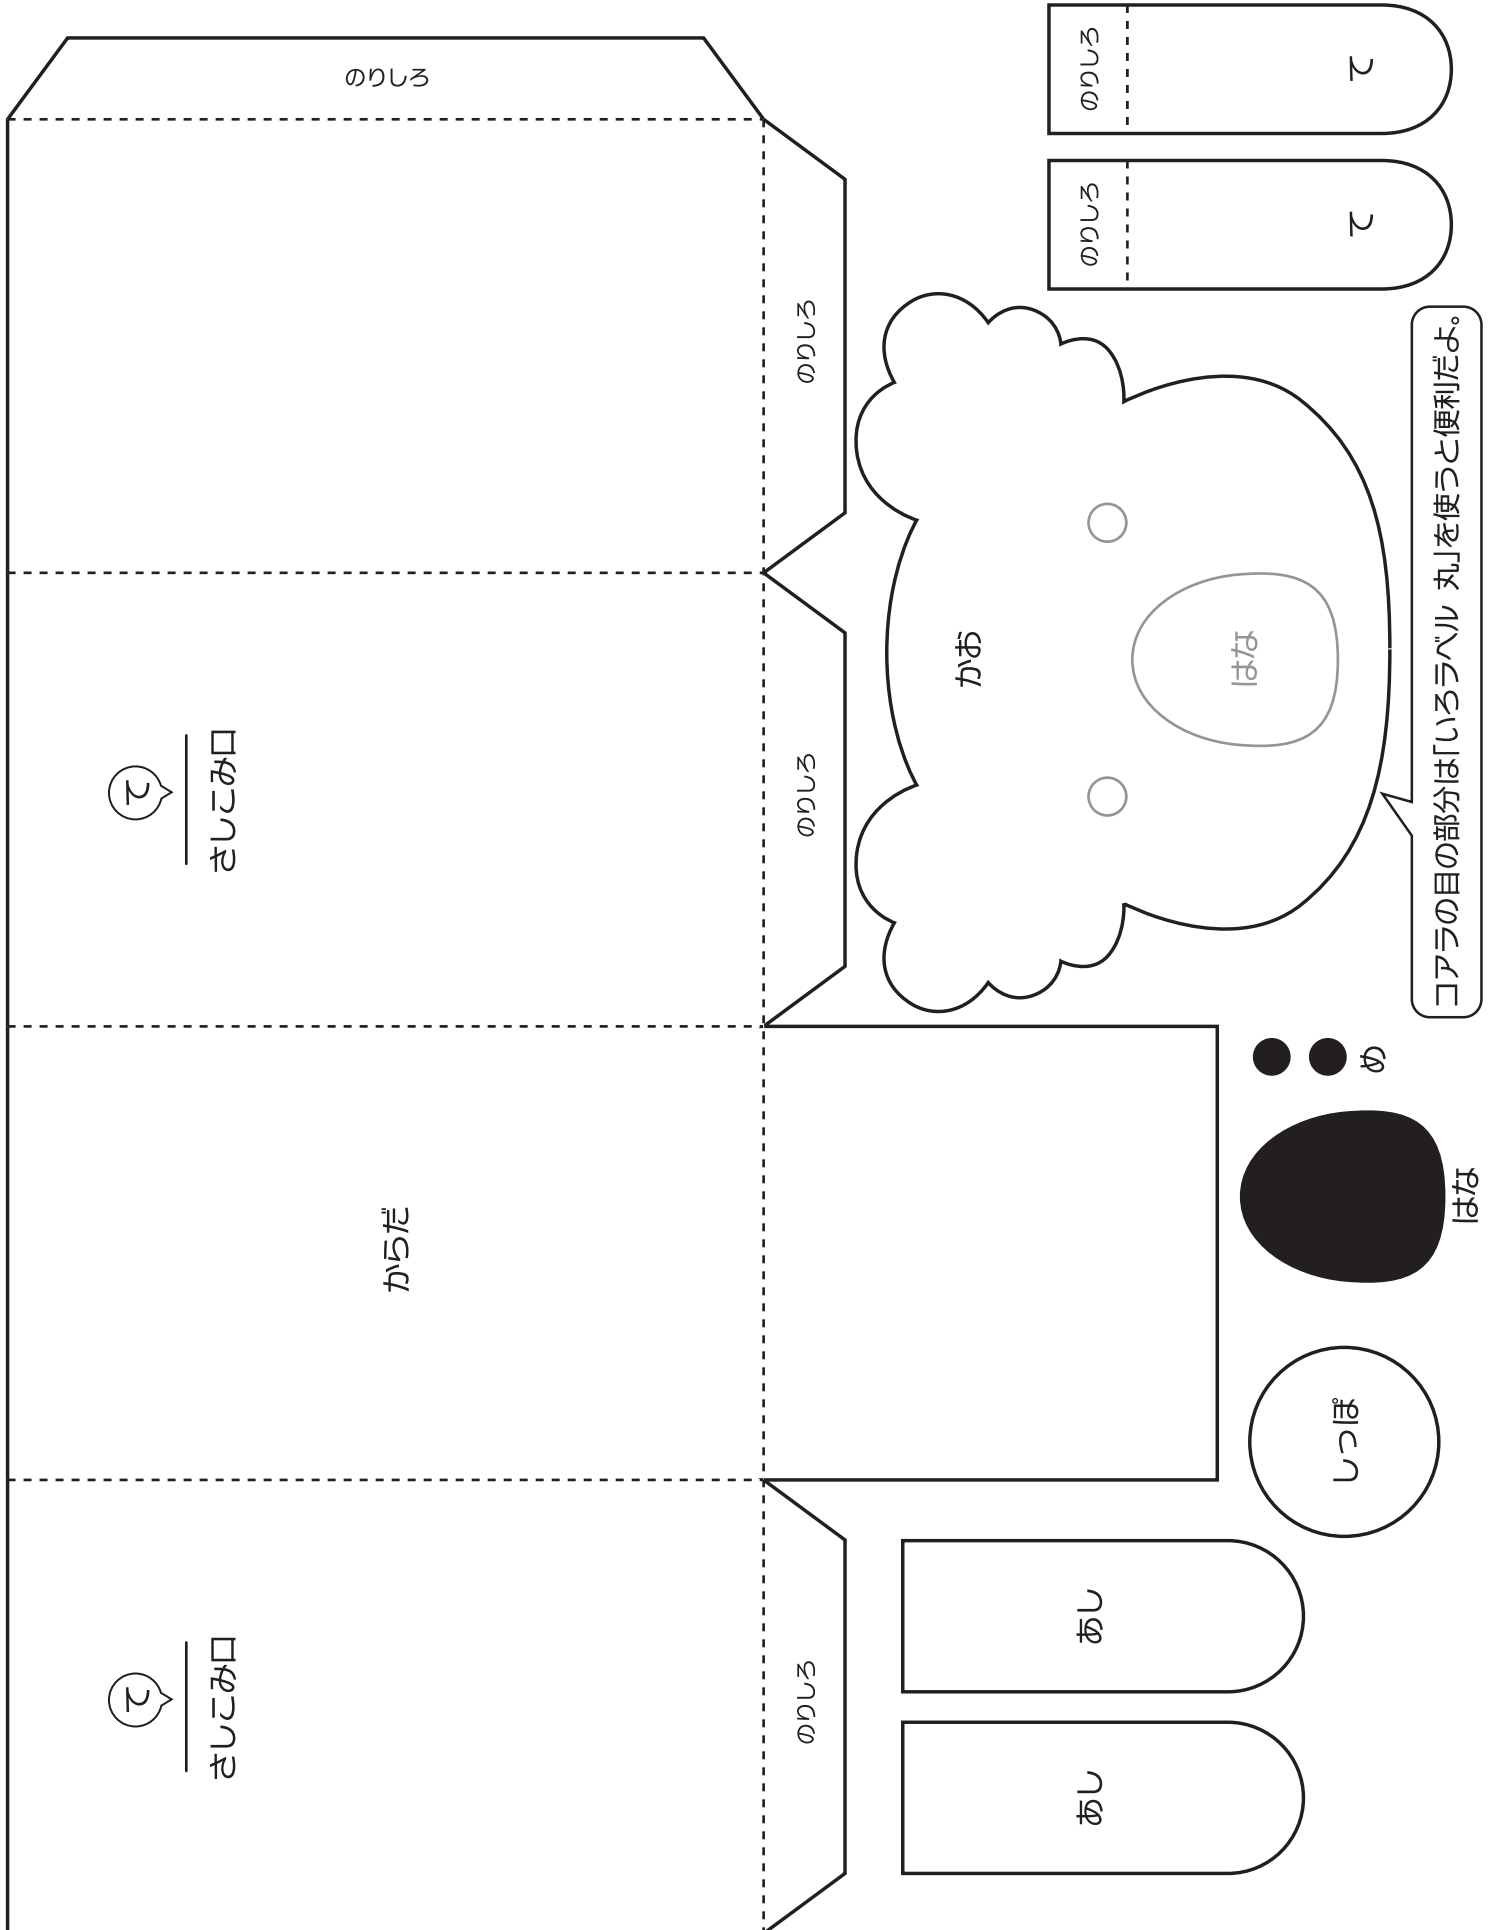 のりしろ
のりしろ
て
のりしろ
て
のりしろ
コアラの目の部分は「いろラベル 丸」を使うと便利だよ。
かお
はな
て
さしこみ口
のりしろ
め
はな
からだ
しっぽ
あし
て
さしこみ口
のりしろ
あし